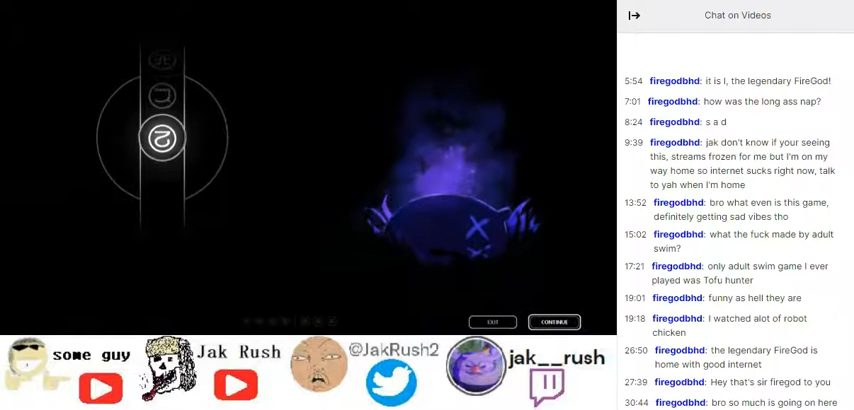 Chat on Videos
5:54 firegodbhd: it is I, the legendary FireGod!
7:01 firegodbhd: how was the long ass nap?
8:24 firegodbhd: s a d
9:39 firegodbhd: jak don't know if your seeing
this, streams frozen for me but I'm on my
way home so internet sucks right now, talk
to yah when I'm home
13:52 firegodbhd: bro what even is this game,
definitely getting sad vibes tho
15:02 firegodbhd: what the fuck made by adult
swim?
17:21 firegodbhd: only adult swim game I ever
played was Tofu hunter
19:01 firegodbhd: funny as hell they are
19:18 firegodbhd: I watched alot of robot
chicken
26:50 firegodbhd: the legendary FireGod is
home with good internet
27:39 firegodbhd: Hey that's sir firegod to you
30:44 firegodbhd: bro so much is going on here
EXIT
CONTINUE
some guy
Jak Rush
@JakRush2
jak__rush